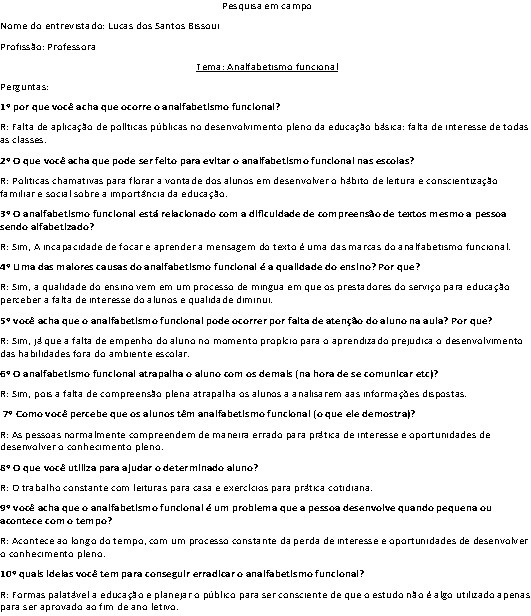 Pesquisa em campo
Nome do entrevistado: Lucas dos Santos Bissoui
Profissão: Professora
Tema: Analfabetismo funcional
Perguntas:
1º por que você acha que ocorre o analfabetismo funcional?
R: Falta de aplicação de políticas públicas no desenvolvimento pleno da educação básica: falta de interesse de todas
as classes.
2º O que você acha que pode ser feito para evitar o analfabetismo funcional nas escolas?
R: Politicas chamativas para florar a vontade dos alunos em desenvolver o hábito de leitura e conscientização
familiar e social sobre a importância da educação.
3º O analfabetismo funcional está relacionado com a dificuldade de compreensão de textos mesmo a pessoa
sendo alfabetizado?
R: Sim, A incapacidade de focar e aprender a mensagem do texto é uma das marcas do analfabetismo funcional.
4º Uma das maiores causas do analfabetismo funcional é a qualidade do ensino? Por que?
R: Sim, a qualidade do ensino vem em um processo de mingua em que os prestadores do serviço para educação
perceber a falta de interesse do alunos e qualidade diminui.
5º você acha que o analfabetismo funcional pode ocorrer por falta de atenção do aluno na aula? Por que?
R: Sim, já que a falta de empenho do aluno no momento propício para o aprendizado prejudica o desenvolvimento
das habilidades fora do ambiente escolar.
6º O analfabetismo funcional atrapalha o aluno com os demais (na hora de se comunicar etc)?
R: Sim, pois a falta de compreensão plena atrapalha os alunos a analisarem aas informações dispostas.
7º Como você percebe que os alunos têm analfabetismo funcional (o que ele demostra)?
R: As pessoas normalmente compreendem de maneira errado para prática de interesse e oportunidades de
desenvolver o conhecimento pleno.
8º O que você utiliza para ajudar o determinado aluno?
R: O trabalho constante com leituras para casa e exercícios para prática cotidiana.
9º você acha que o analfabetismo funcional é um problema que a pessoa desenvolve quando pequena ou
acontece com o tempo?
R: Acontece ao longo do tempo, com um processo constante da perda de interesse e oportunidades de desenvolver
o conhecimento pleno.
10º quais ideias você tem para conseguir erradicar o analfabetismo funcional?
R: Formas palatável a educação e planejar o público para ser consciente de que o estudo não é algo utilizado apenas
para ser aprovado ao fim de ano letivo.